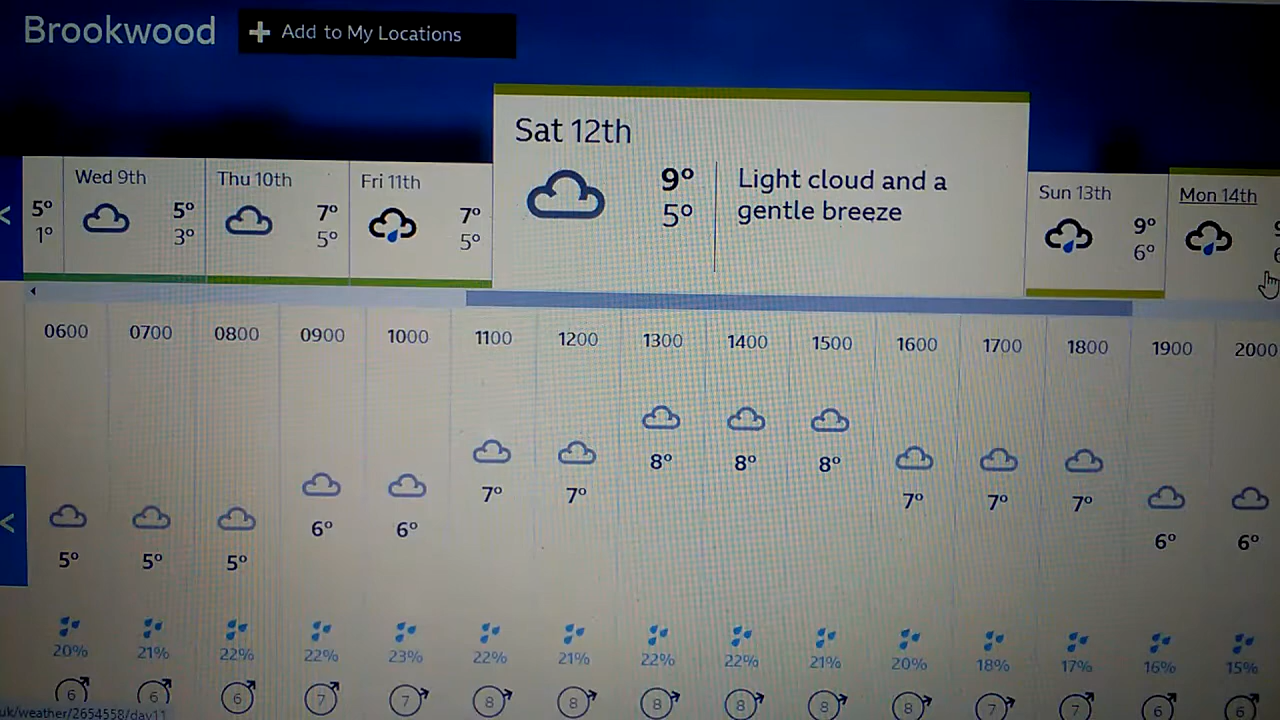 Brookwood
+ Add to My Locations
<
5°
1°
Wed 9th
5°
3°
Thu 10th
7°
5°
Fri 11th
7°
5°
Sat 12th
9°
5°
Light cloud and a
gentle breeze
Sun 13th
9°
6°
Mon 14th
0600 0700 0800 0900 1000 1100 1200 1300 1400 1500 1600 1700 1800 1900 2000
<
5° 5° 5° 6° 6° 7° 7° 8° 8° 8° 7° 7° 7° 6° 6°
20% 21% 22% 22% 23% 22% 21% 22% 22% 21% 20% 18% 17% 16% 15%
6 6 6 7 7 8 8 8 8 8 8 7 7 6 6
uk/weather/2654558/day11